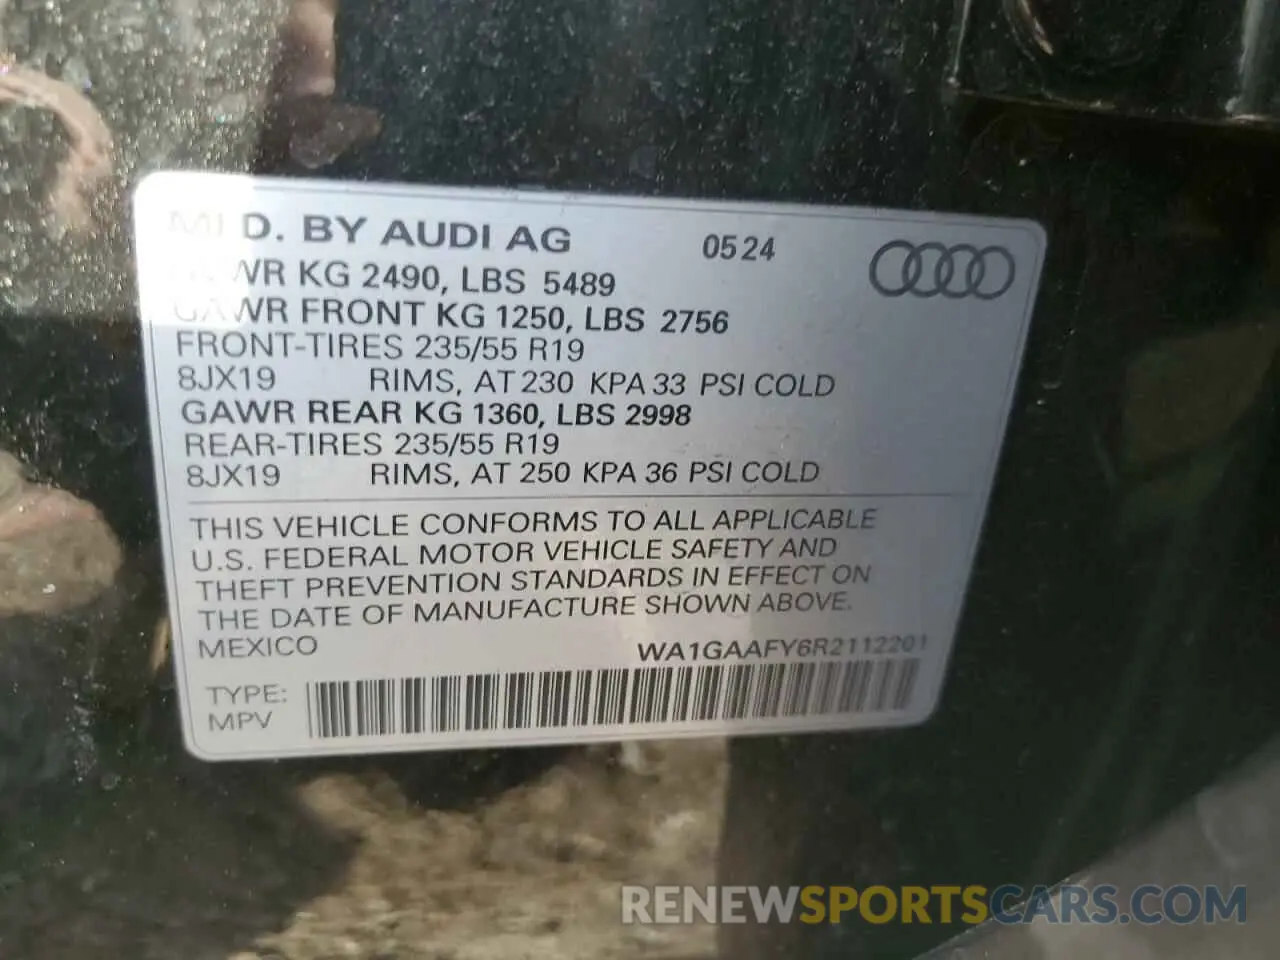 MFD. BY AUDI AG 0524
GVWR KG 2490, LBS 5489
GAWR FRONT KG 1250, LBS 2756
FRONT-TIRES 235/55 R19
8JX19 RIMS, AT 230 KPA 33 PSI COLD
GAWR REAR KG 1360, LBS 2998
REAR-TIRES 235/55 R19
8JX19 RIMS, AT 250 KPA 36 PSI COLD
THIS VEHICLE CONFORMS TO ALL APPLICABLE
U.S. FEDERAL MOTOR VEHICLE SAFETY AND
THEFT PREVENTION STANDARDS IN EFFECT ON
THE DATE OF MANUFACTURE SHOWN ABOVE.
MEXICO WA1GAAFY6R2112201
TYPE:
MPV
RENEWSPORTSCARS.COM